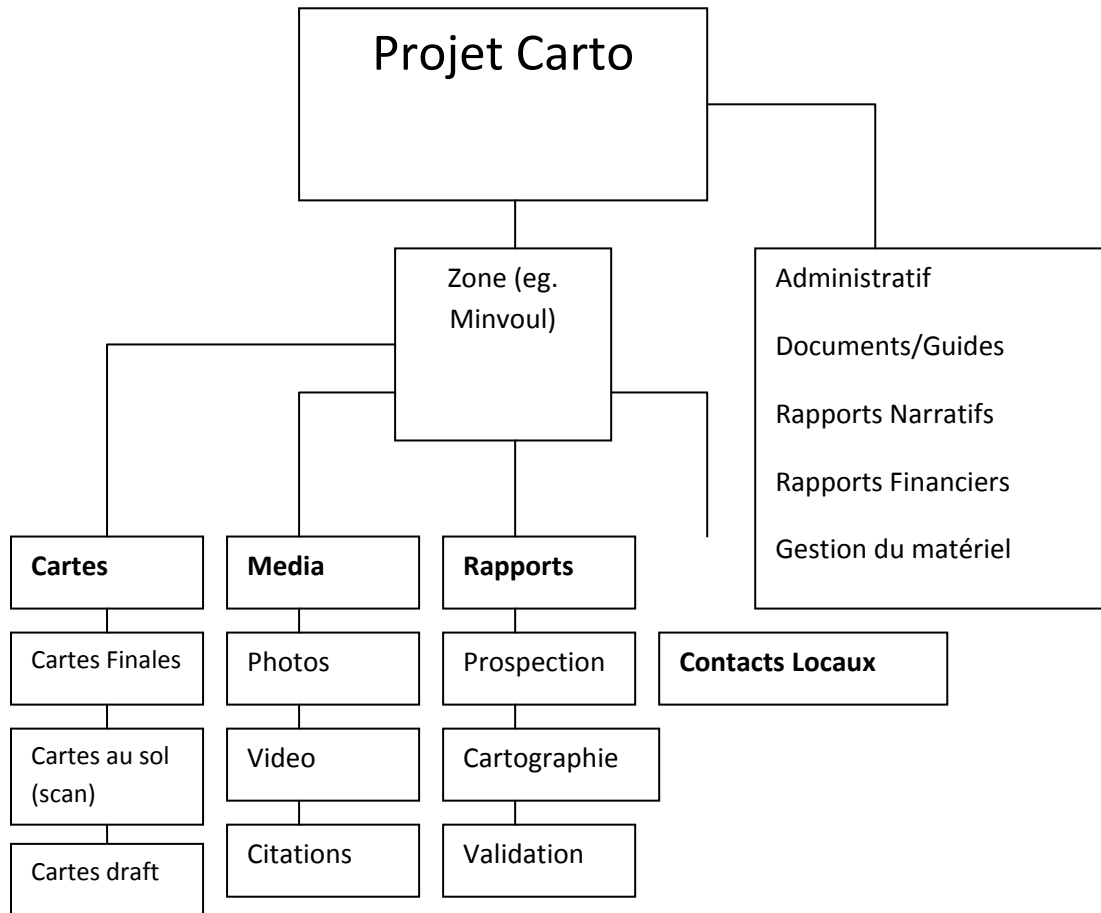 Projet Carto
Zone (eg.
Minvoul)
Administratif
Documents/Guides
Rapports Narratifs
Rapports Financiers
Gestion du matériel
Cartes
Media
Rapports
Cartes Finales
Photos
Prospection
Contacts Locaux
Cartes au sol
(scan)
Video
Cartographie
Cartes draft
Citations
Validation